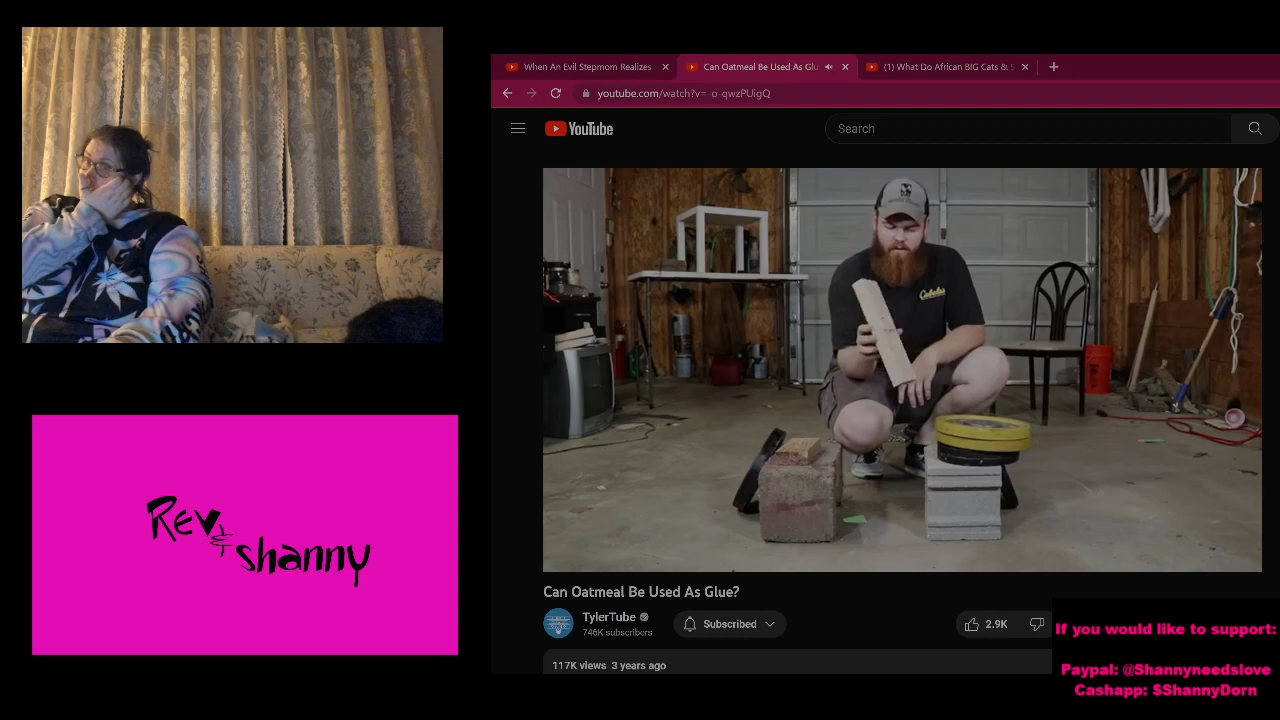 When An Evil Stepmom Realizes
Can Oatmeal Be Used As Glu
(1) What Do African BIG Cats &
youtube.com/watch?v=-o-qwzPUigQ
YouTube
Search
Cabela's
Can Oatmeal Be Used As Glue?
TylerTube
746K subscribers
Subscribed
2.9K
117K views 3 years ago
Rev
&
shanny
If you would like to support:
Paypal: @Shannyneedslove
Cashapp: $ShannyDorn